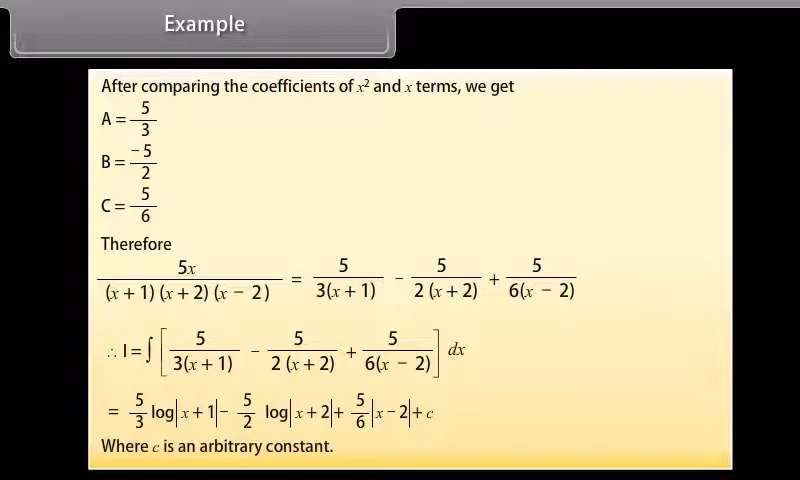 Example
After comparing the coefficients of x² and x terms, we get
A = 5/3
B = -5/2
C = 5/6
Therefore
5x/((x + 1) (x + 2) (x − 2)) = 5/(3(x + 1)) − 5/(2 (x + 2)) + 5/(6(x − 2))
∴ I = ∫ [5/(3(x + 1)) − 5/(2 (x + 2)) + 5/(6(x − 2))] dx
= 5/3 log|x + 1| − 5/2 log|x + 2| + 5/6 |x − 2| + c
Where c is an arbitrary constant.